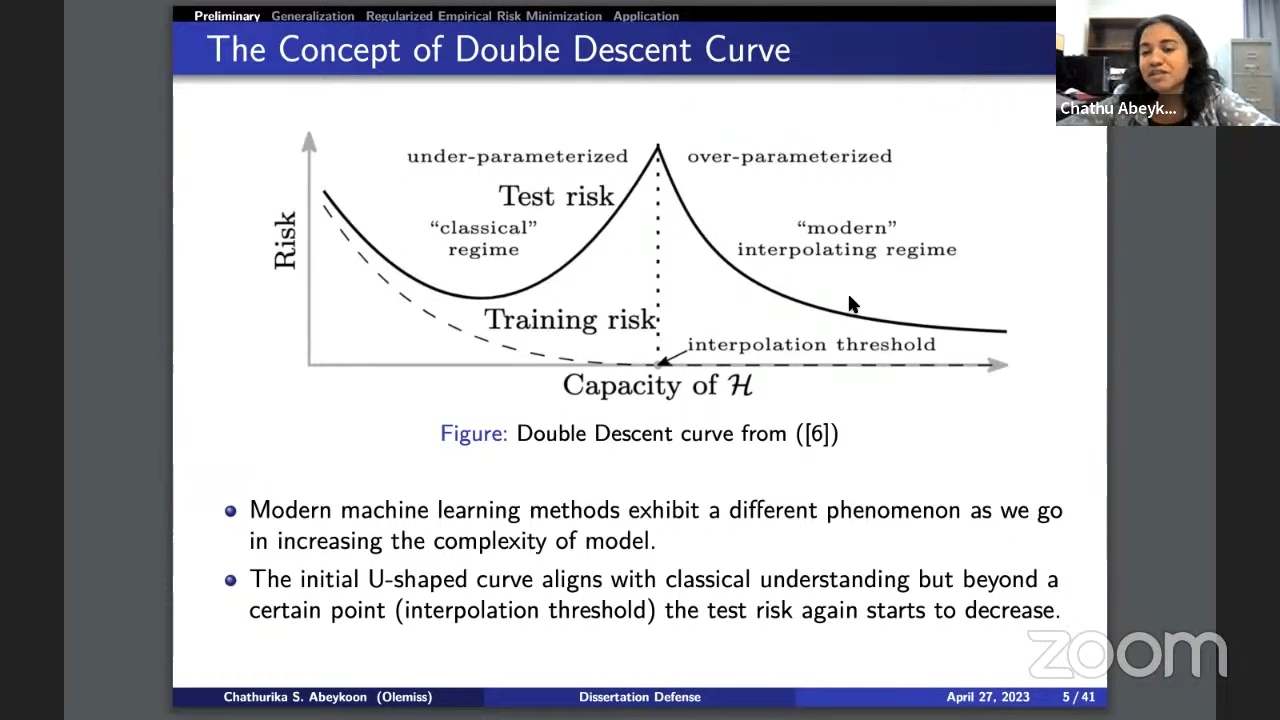 Preliminary Generalization Regularized Empirical Risk Minimization Application
The Concept of Double Descent Curve
Chathu Abeyk...
under-parameterized
over-parameterized
Test risk
"classical"
regime
"modern"
interpolating regime
Risk
Training risk
interpolation threshold
Capacity of ℋ
Figure: Double Descent curve from ([6])
Modern machine learning methods exhibit a different phenomenon as we go
in increasing the complexity of model.
The initial U-shaped curve aligns with classical understanding but beyond a
certain point (interpolation threshold) the test risk again starts to decrease.
zoom
Chathurika S. Abeykoon (Olemiss) Dissertation Defense April 27, 2023 5 / 41